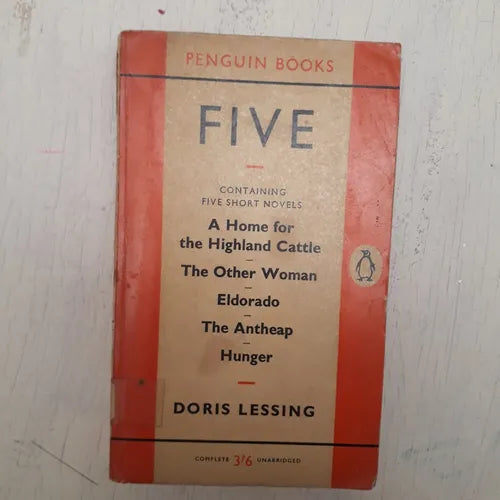 PENGUIN BOOKS
FIVE
CONTAINING
FIVE SHORT NOVELS
A Home for
the Highland Cattle
The Other Woman
Eldorado
The Antheap
Hunger
DORIS LESSING
COMPLETE 3/6 UNABRIDGED